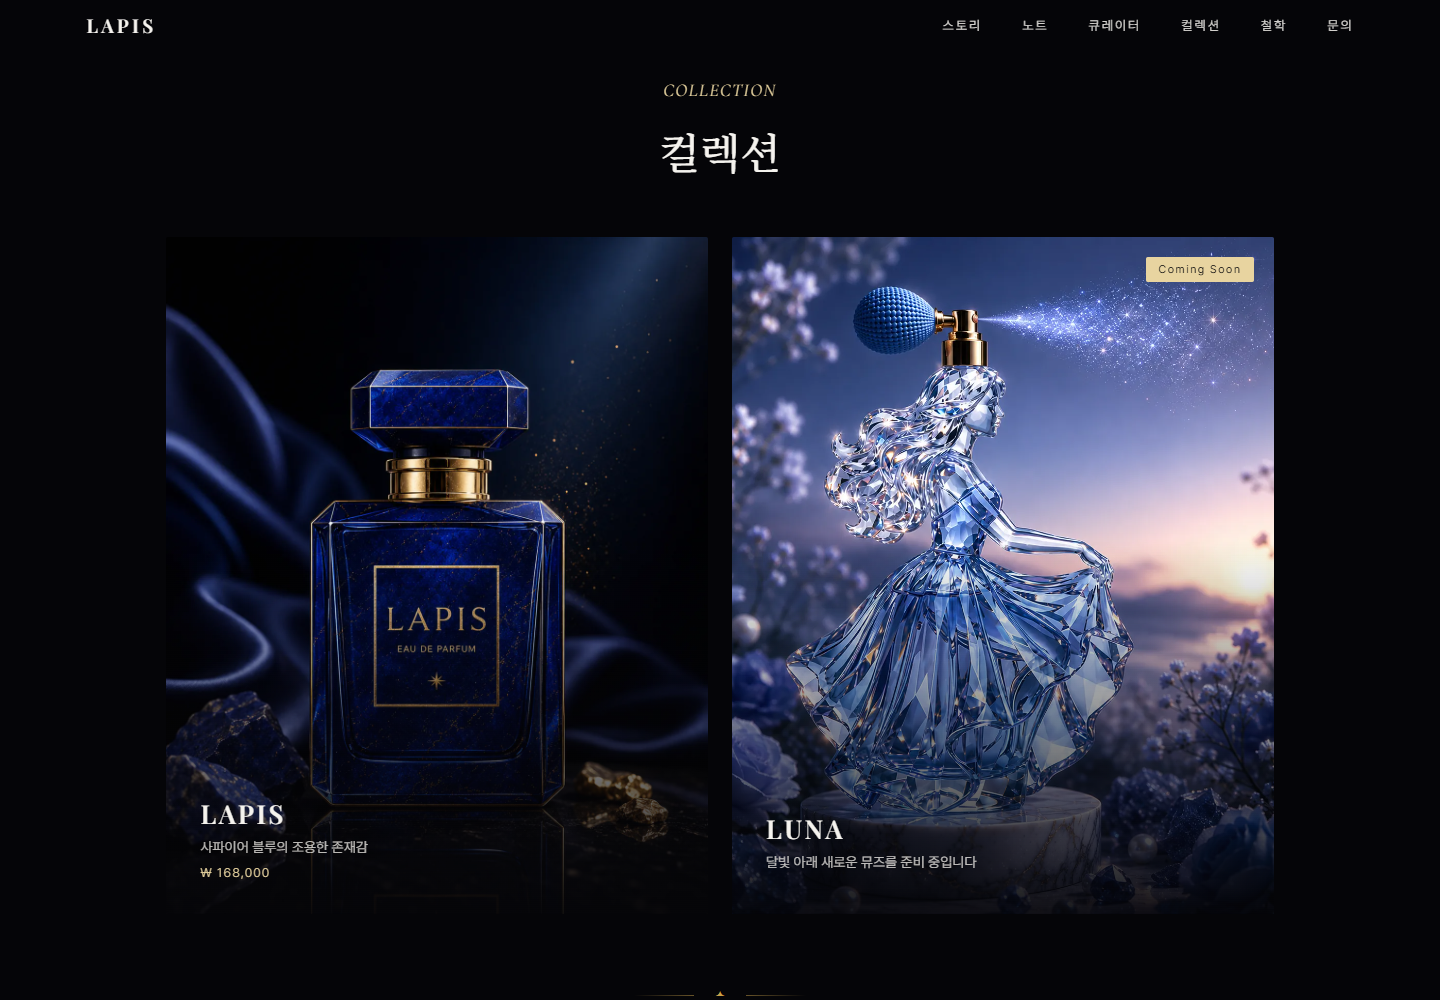 LAPIS
스토리 노트 큐레이터 컬렉션 철학 문의
COLLECTION
컬렉션
LAPIS
EAU DE PARFUM
LAPIS
사파이어 블루의 조용한 존재감
₩ 168,000
Coming Soon
LUNA
달빛 아래 새로운 뮤즈를 준비 중입니다